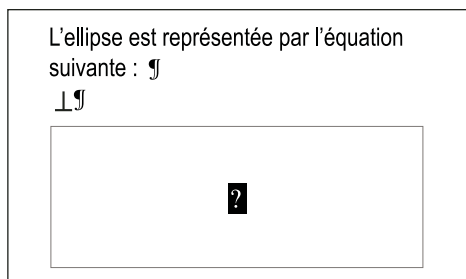 L'ellipse est représentée par l'équation
suivante : ¶
⊥¶
?